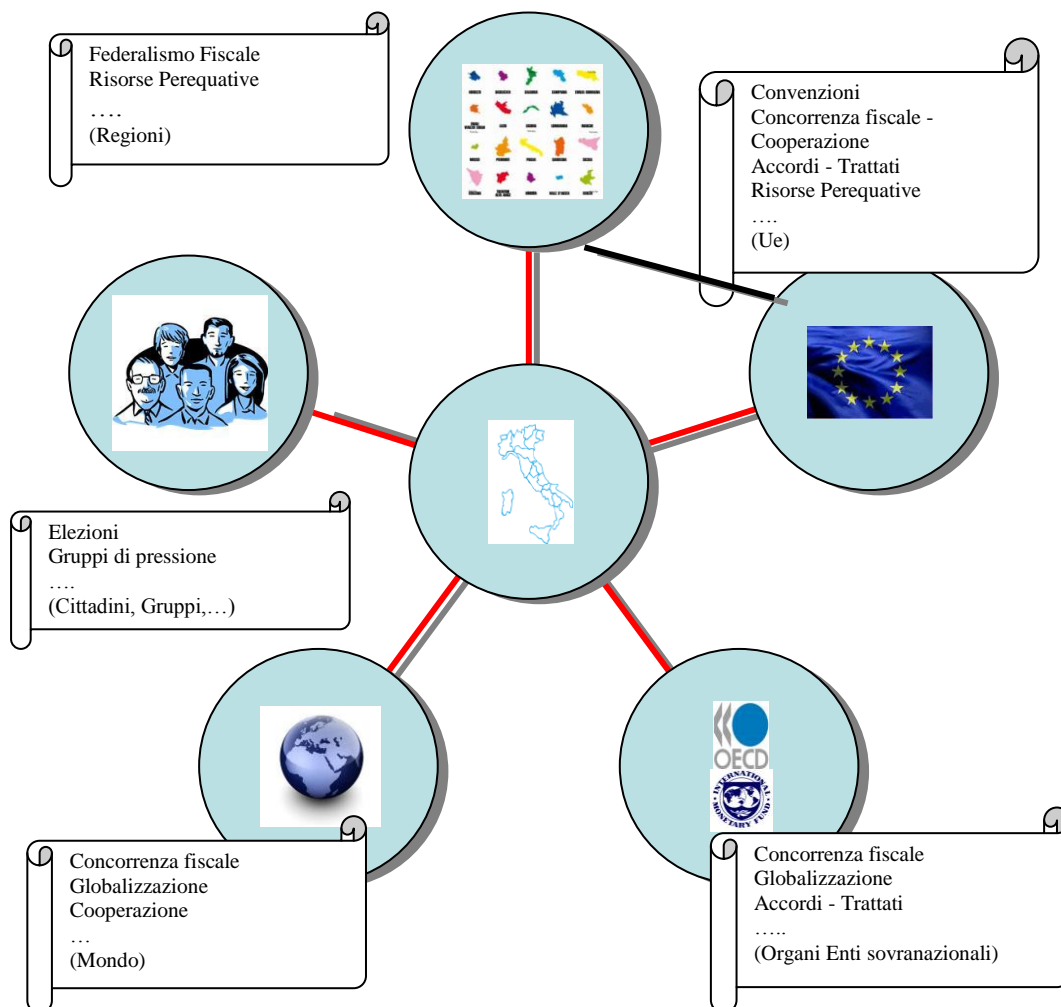 Federalismo Fiscale
Risorse Perequative
….
(Regioni)
Convenzioni
Concorrenza fiscale -
Cooperazione
Accordi - Trattati
Risorse Perequative
….
(Ue)
Elezioni
Gruppi di pressione
….
(Cittadini, Gruppi,…)
OECD
INTERNATIONAL
MONETARY FUND
Concorrenza fiscale
Globalizzazione
Cooperazione
…
(Mondo)
Concorrenza fiscale
Globalizzazione
Accordi - Trattati
…..
(Organi Enti sovranazionali)